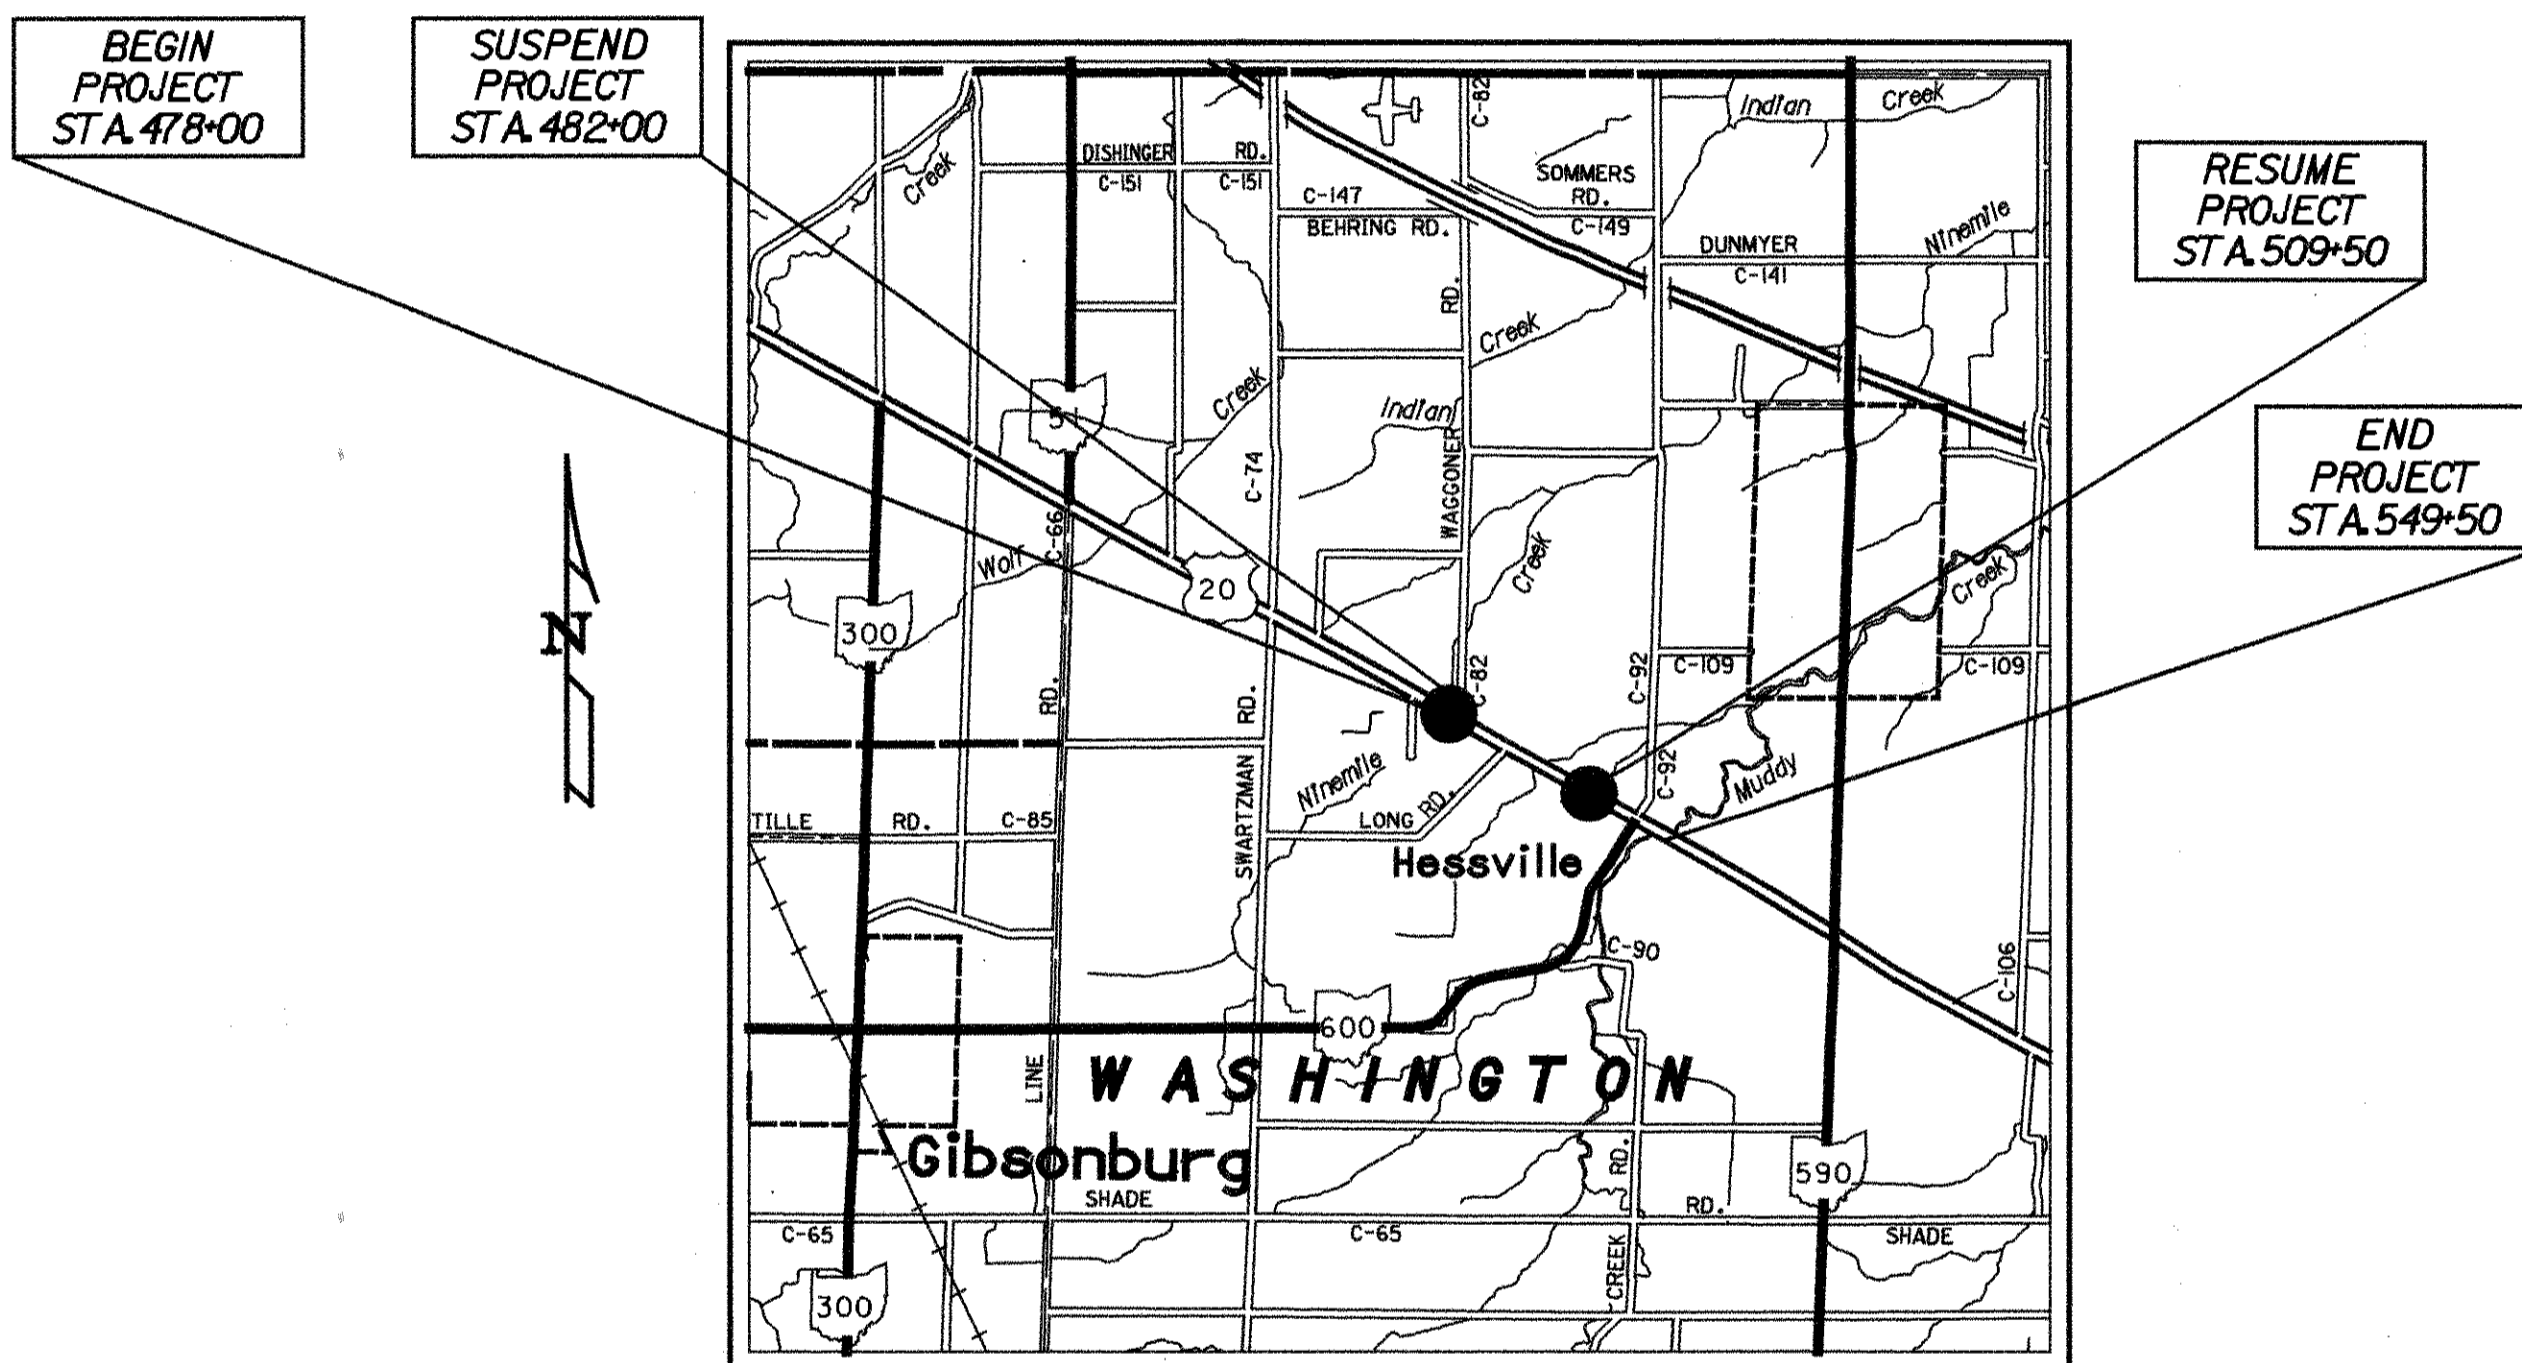 BEGIN
PROJECT
STA. 478+00
SUSPEND
PROJECT
STA. 482+00
RESUME
PROJECT
STA. 509+50
END
PROJECT
STA. 549+50
N
C-82
Indian
Creek
DISHINGER
RD.
C-151
C-151
Creek
SOMMERS
RD.
C-147
C-149
BEHRING RD.
Ninemile
DUNMYER
C-141
RD.
Creek
Creek
Indian
51
WAGGONER
C-74
C-66
Wolf
20
Creek
Creek
300
C-82
C-92
C-109
C-109
RD.
RD.
C-92
Ninemile
Muddy
SWARTZMAN
TILLE
RD.
C-85
LONG
RD.
Hessville
C-90
C-106
600
LINE
WASHINGTON
Gibsonburg
RD.
590
SHADE
RD.
C-65
C-65
SHADE
CREEK
300